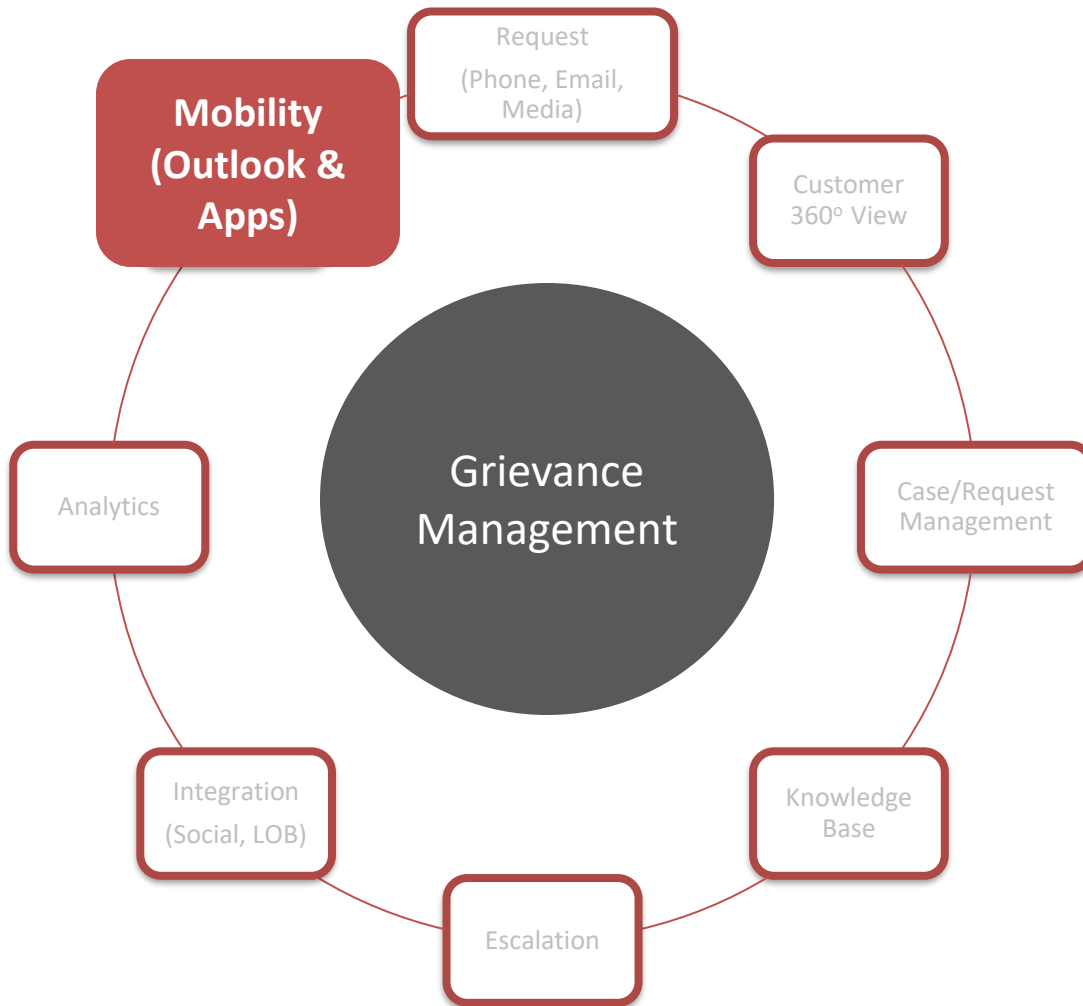 Request
(Phone, Email,
Media)
Mobility
(Outlook &
Apps)
Customer
360º View
Grievance
Management
Analytics
Case/Request
Management
Integration
(Social, LOB)
Knowledge
Base
Escalation